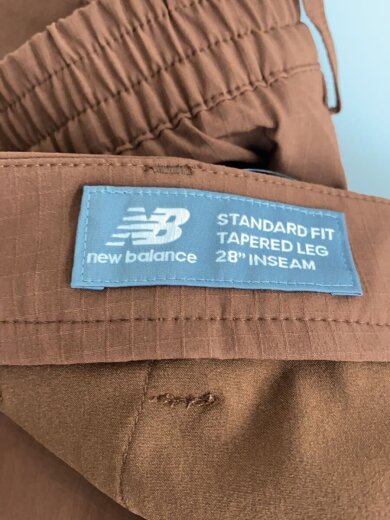 NB
new balance
STANDARD FIT
TAPERED LEG
28" INSEAM